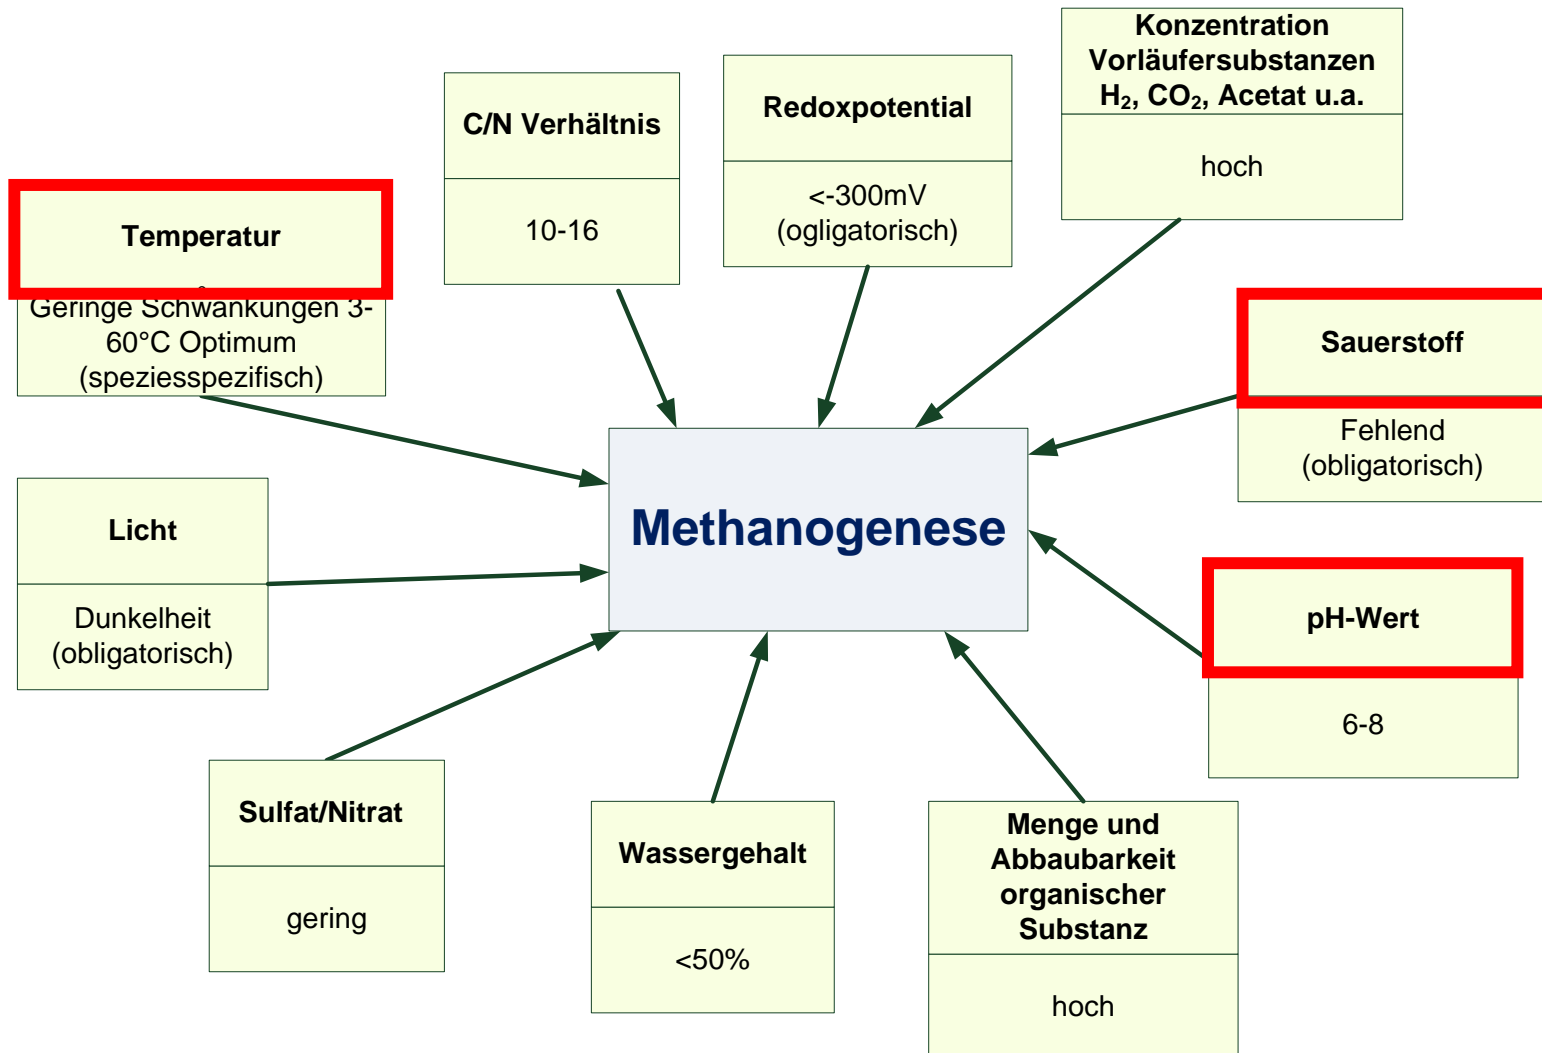 Konzentration
Vorläufersubstanzen
H₂, CO₂, Acetat u.a.
hoch
Redoxpotential
<-300mV
(ogligatorisch)
C/N Verhältnis
10-16
Temperatur
Geringe Schwankungen 3-
60°C Optimum
(speziesspezifisch)
Sauerstoff
Fehlend
(obligatorisch)
Methanogenese
Licht
Dunkelheit
(obligatorisch)
pH-Wert
6-8
Sulfat/Nitrat
gering
Wassergehalt
<50%
Menge und
Abbaubarkeit
organischer
Substanz
hoch